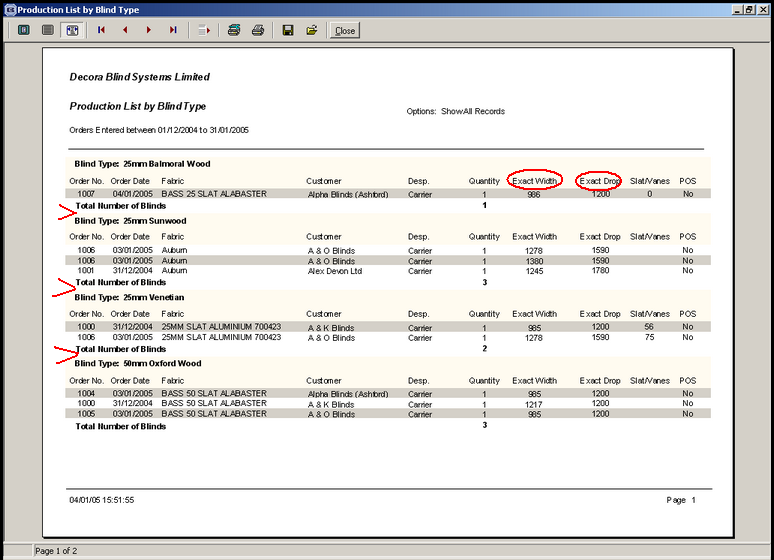 Production List by Blind Type
Close
Decora Blind Systems Limited
Production List by Blind Type
Options: Show All Records
Orders Entered between 01/12/2004 to 31/01/2005
Blind Type: 25mm Balmoral Wood
Order No. Order Date Fabric Customer Desp. Quantity Exact Width Exact Drop Slat/Vanes POS
1007 04/01/2005 BASS 25 SLAT ALABASTER Alpha Blinds (Ashford) Carrier 1 986 1200 0 No
Total Number of Blinds 1
Blind Type: 25mm Sunwood
Order No. Order Date Fabric Customer Desp. Quantity Exact Width Exact Drop Slat/Vanes POS
1006 03/01/2005 Auburn A & O Blinds Carrier 1 1278 1590 No
1006 03/01/2005 Auburn A & O Blinds Carrier 1 1380 1590 No
1001 31/12/2004 Auburn Alex Devon Ltd Carrier 1 1245 1780 No
Total Number of Blinds 3
Blind Type: 25mm Venetian
Order No. Order Date Fabric Customer Desp. Quantity Exact Width Exact Drop Slat/Vanes POS
1000 31/12/2004 25MM SLAT ALUMINIUM 700423 A & K Blinds Carrier 1 985 1200 56 No
1006 03/01/2005 25MM SLAT ALUMINIUM 700423 A & O Blinds Carrier 1 1278 1590 75 No
Total Number of Blinds 2
Blind Type: 50mm Oxford Wood
Order No. Order Date Fabric Customer Desp. Quantity Exact Width Exact Drop Slat/Vanes POS
1004 03/01/2005 BASS 50 SLAT ALABASTER Alpha Blinds (Ashford) Carrier 1 985 1200 No
1000 31/12/2004 BASS 50 SLAT ALABASTER A & K Blinds Carrier 1 1217 1200 No
1005 03/01/2005 BASS 50 SLAT ALABASTER A & O Blinds Carrier 1 985 1200 No
Total Number of Blinds 3
04/01/05 15:51:55 Page 1
Page 1 of 2